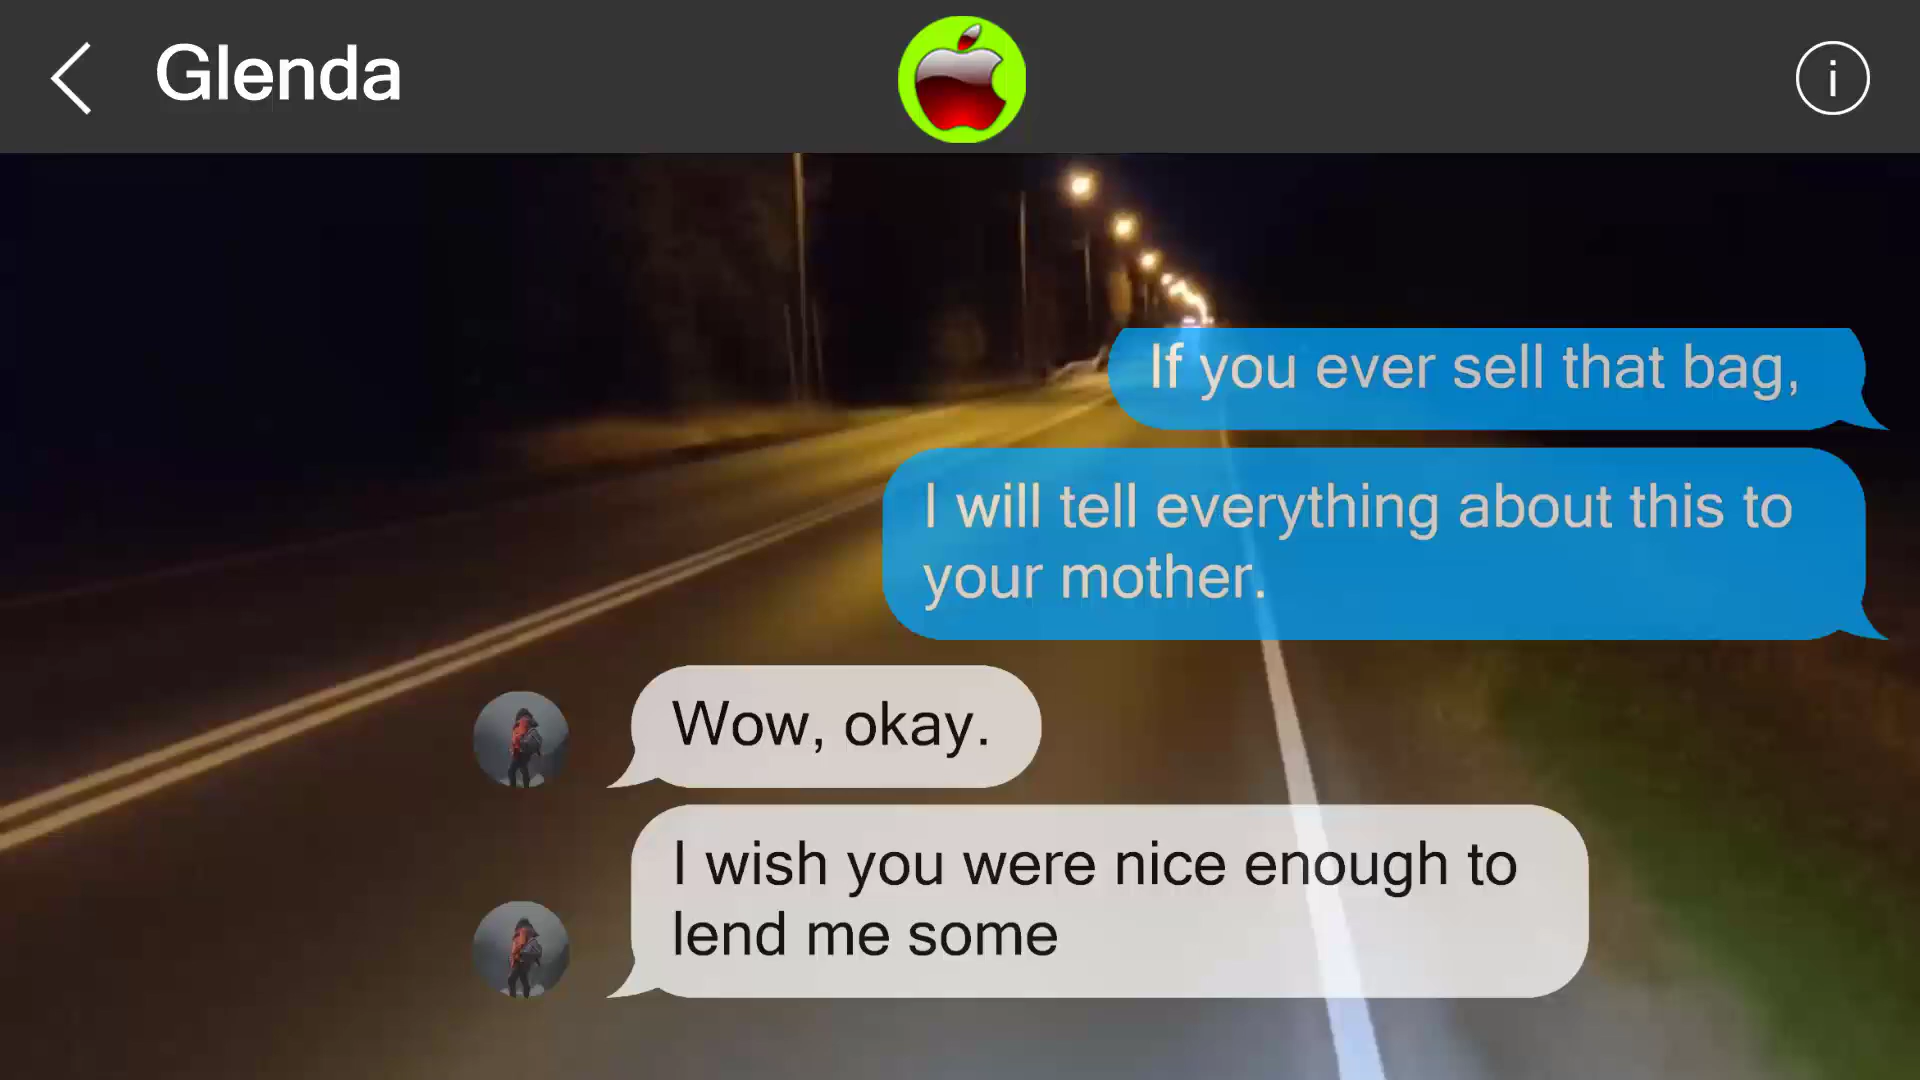 Glenda
If you ever sell that bag,
I will tell everything about this to
your mother.
Wow, okay.
I wish you were nice enough to
lend me some